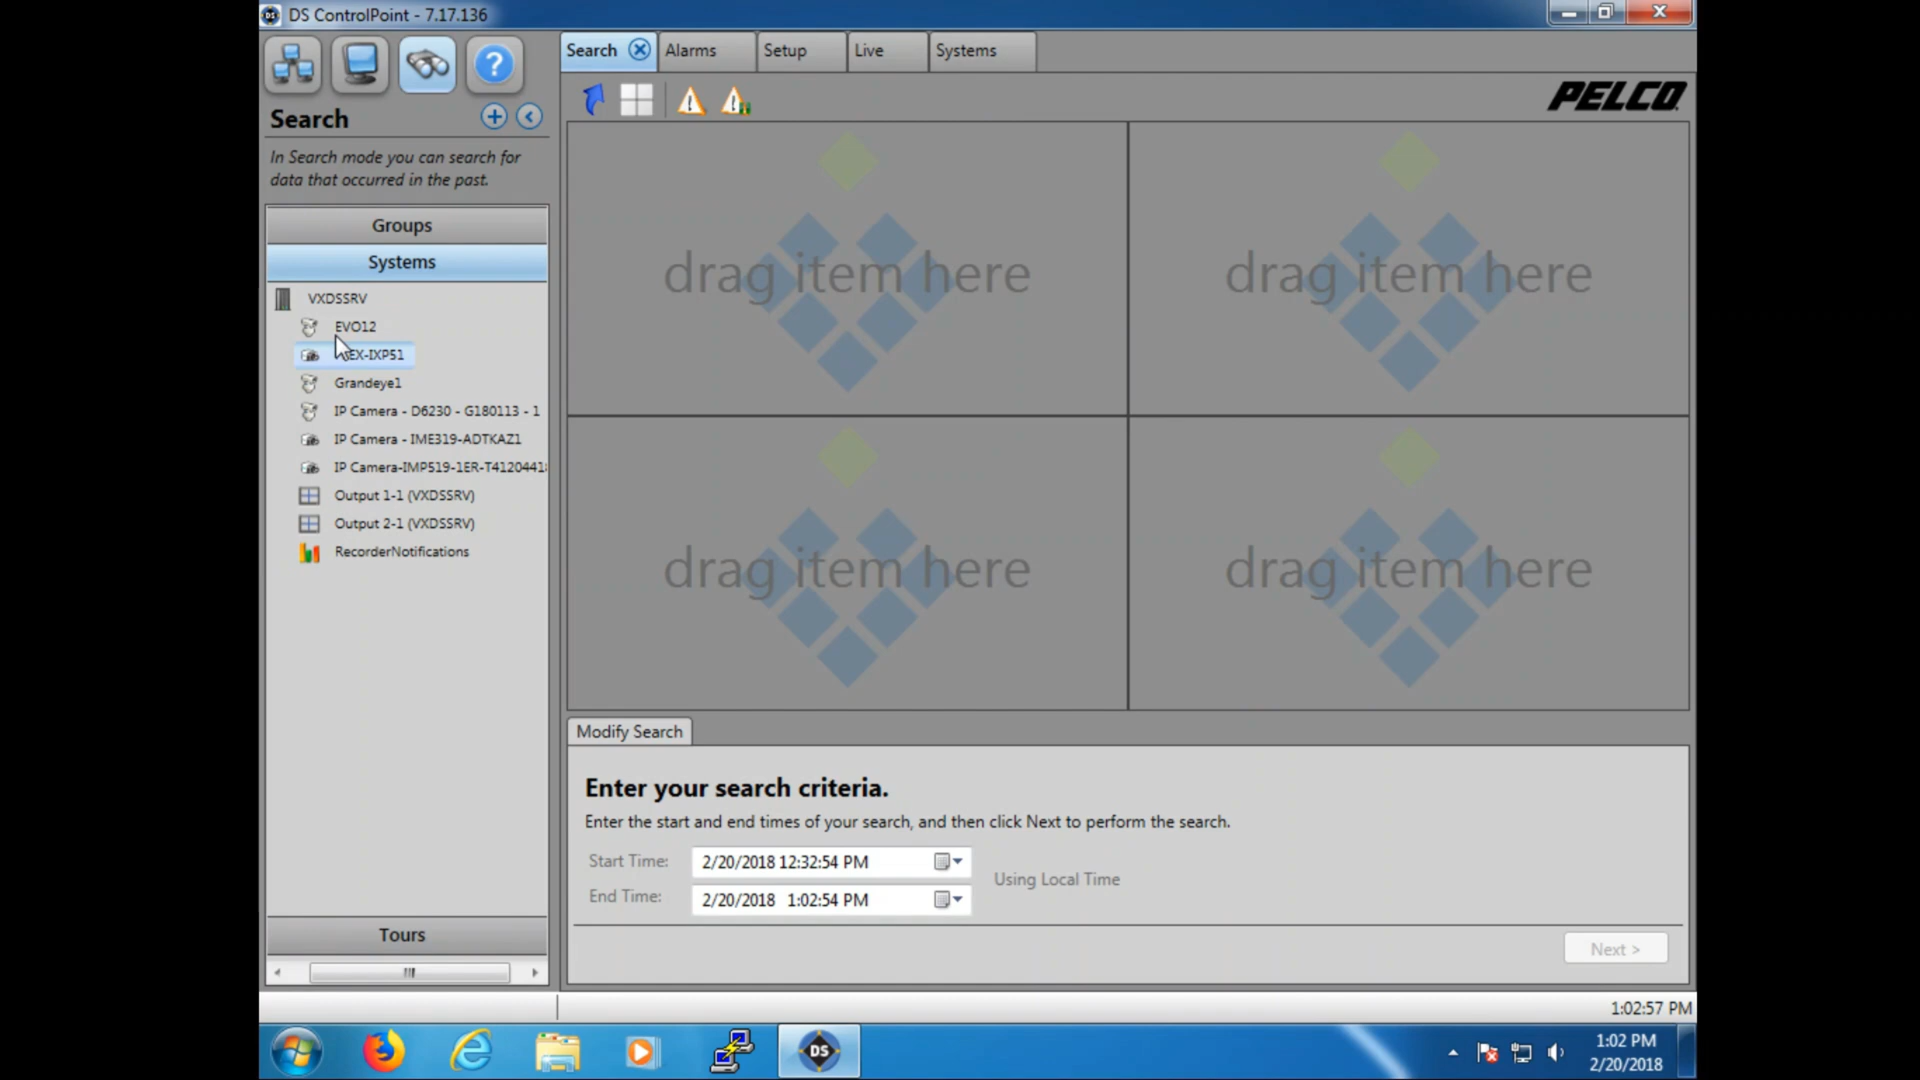 DS ControlPoint - 7.17.136
Search
Alarms
Setup
Live
Systems
Search
PELCO
In Search mode you can search for
data that occurred in the past.
Groups
Systems
VXDSSRV
EVO12
EX-IXP51
Grandeye1
IP Camera - D6230 - G180113 - 1
IP Camera - IME319-ADTKAZ1
IP Camera-IMP519-1ER-T4120441
Output 1-1 (VXDSSRV)
Output 2-1 (VXDSSRV)
RecorderNotifications
Tours
drag item here
drag item here
drag item here
drag item here
Modify Search
Enter your search criteria.
Enter the start and end times of your search, and then click Next to perform the search.
Start Time: 2/20/2018 12:32:54 PM
Using Local Time
End Time: 2/20/2018 1:02:54 PM
Next >
1:02:57 PM
DS
1:02 PM
2/20/2018